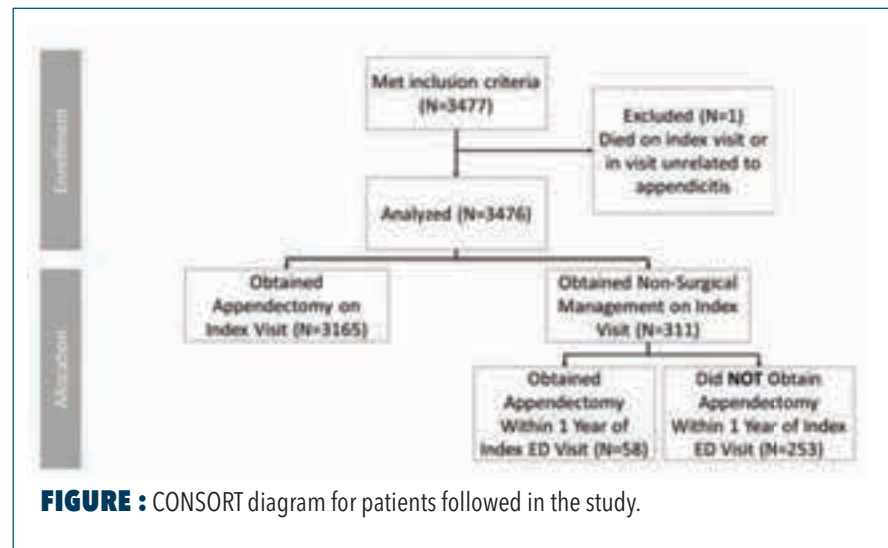 Enrollment
Met inclusion criteria
(N=3477)
Excluded (N=1)
Died on index visit or
in visit unrelated to
appendicitis
Analyzed (N=3476)
Allocation
Obtained
Appendectomy on
Index Visit (N=3165)
Obtained Non-Surgical
Management on Index
Visit (N=311)
Obtained
Appendectomy
Within 1 Year of
Index ED Visit (N=58)
Did NOT Obtain
Appendectomy
Within 1 Year of Index
ED Visit (N=253)
FIGURE : CONSORT diagram for patients followed in the study.